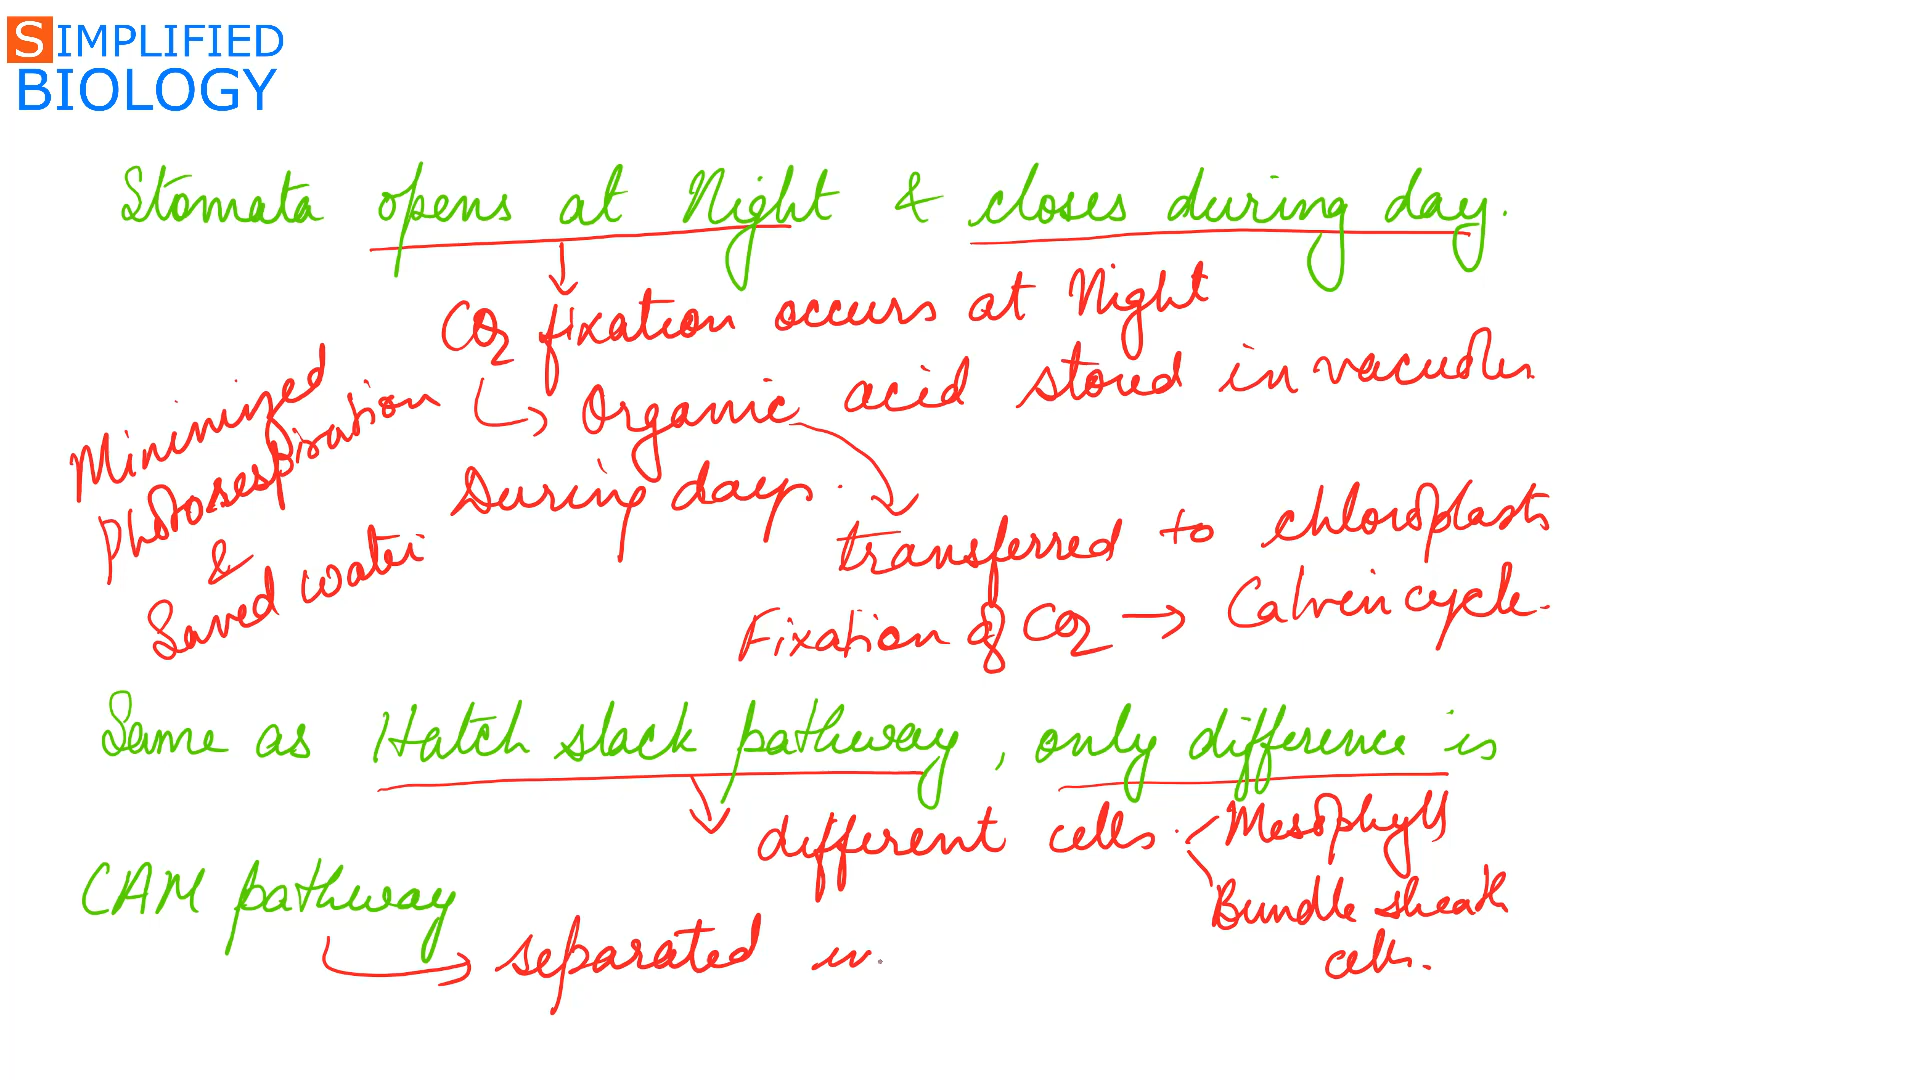 SIMPLIFIED
BIOLOGY
Stomata opens at Night & closes during day.
CO2 fixation occurs at Night
Organic acid stored in vacuoles
Minimized
Photorespiration
&
Saved water
During day
transferred to chloroplasts
Fixation of CO2 → Calvin cycle.
Same as Hatch slack pathway, only difference is
different cells
Mesophyll
Bundle sheath
cells.
CAM pathway
separated in